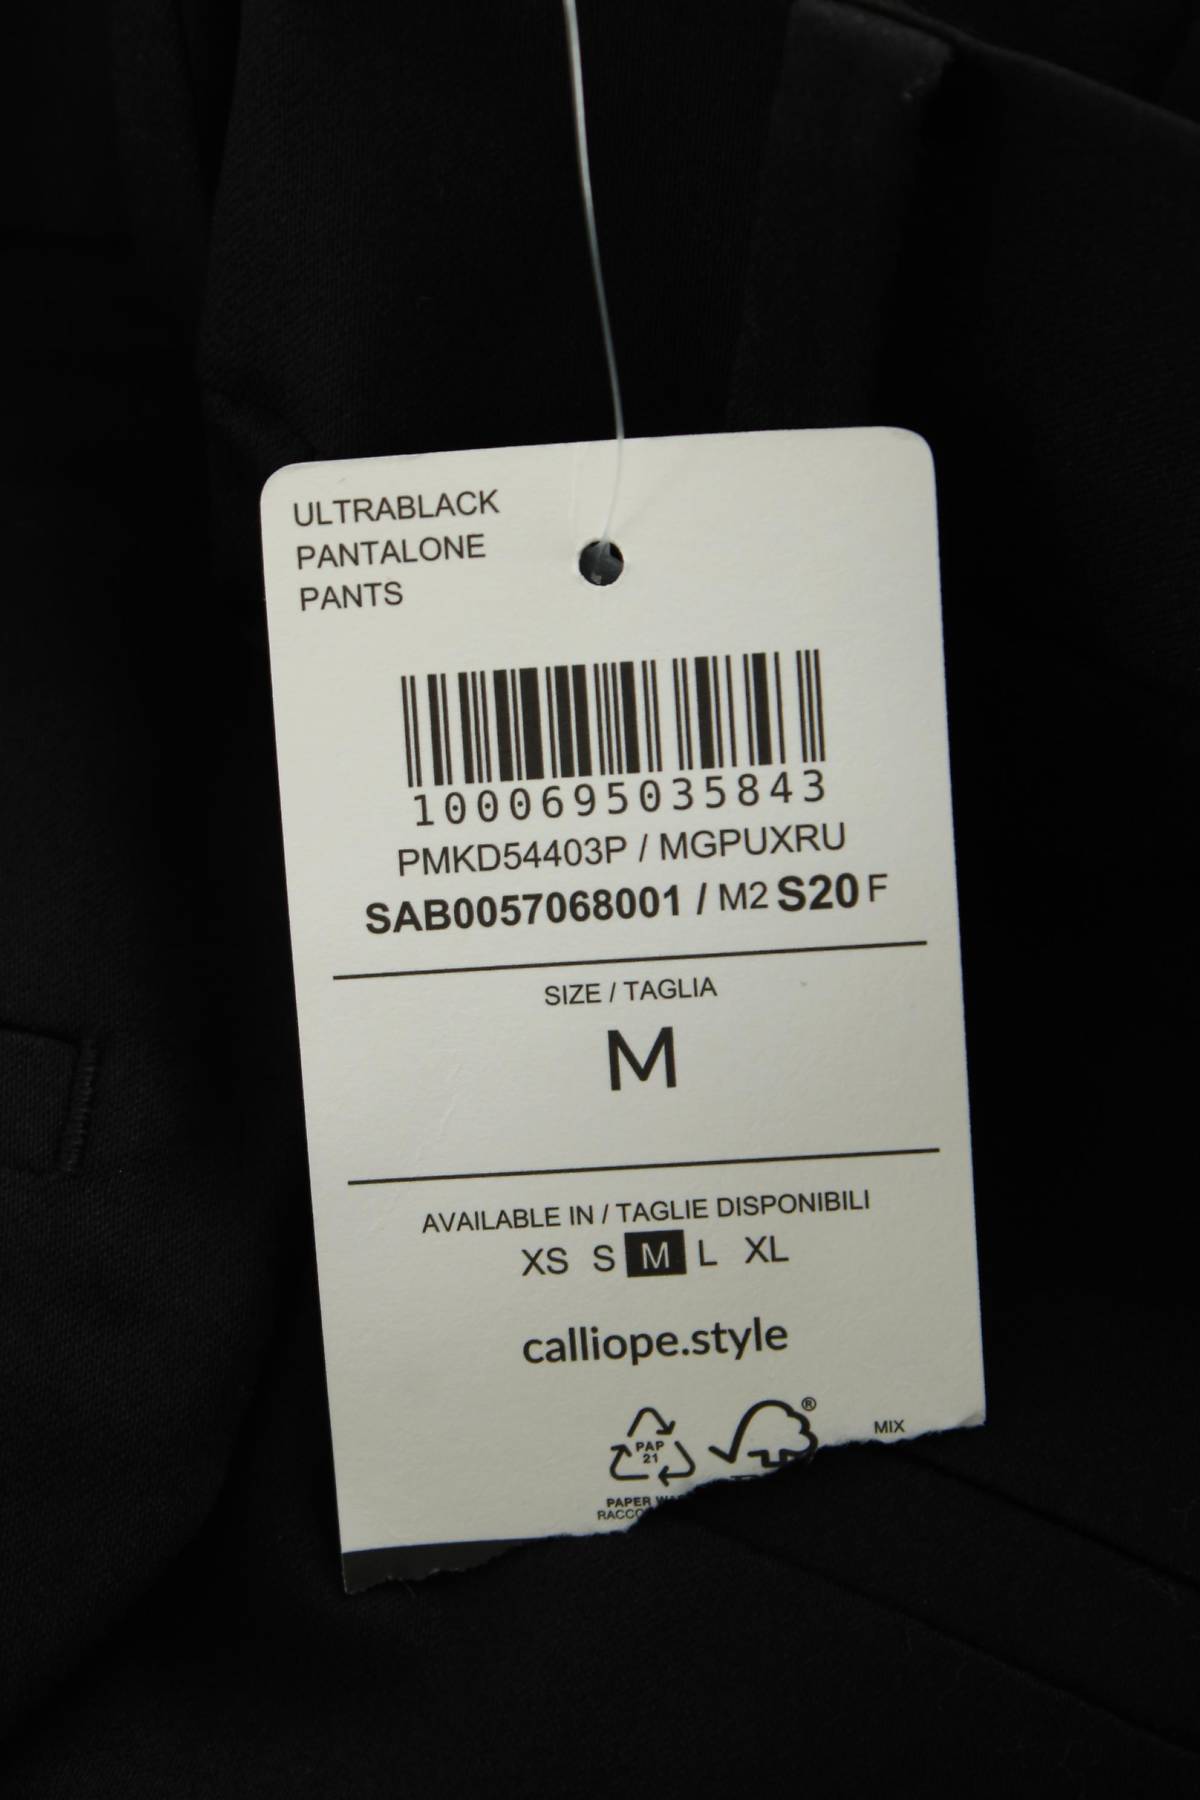 ULTRABLACK
PANTALONE
PANTS
1000695035843
PMKD54403P / MGPUXRU
SAB0057068001 / M2 S20 F
SIZE / TAGLIA
M
AVAILABLE IN / TAGLIE DISPONIBILI
XS S M L XL
calliope.style
PAP
21
®
MIX
PAPER